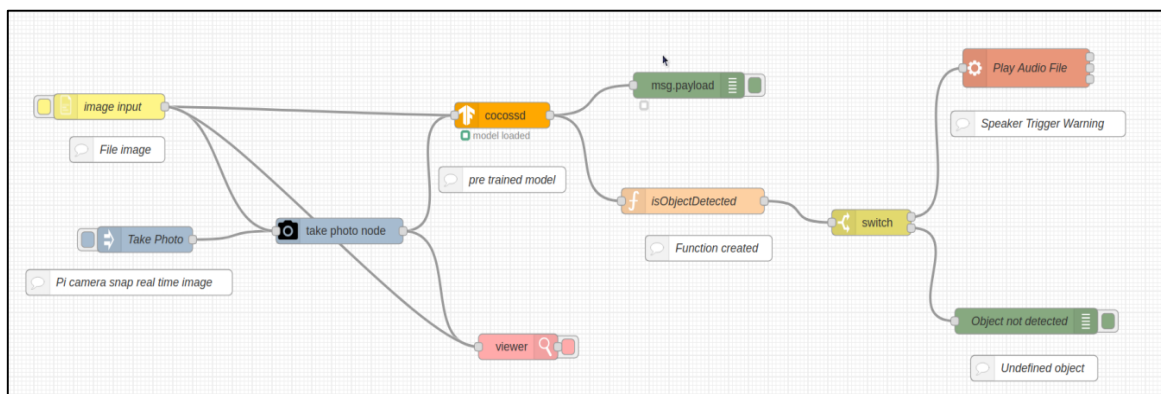 image input
File image
Take Photo
Pi camera snap real time image
take photo node
cocossd
model loaded
pre trained model
viewer
msg.payload
isObjectDetected
Function created
switch
Play Audio File
Speaker Trigger Warning
Object not detected
Undefined object